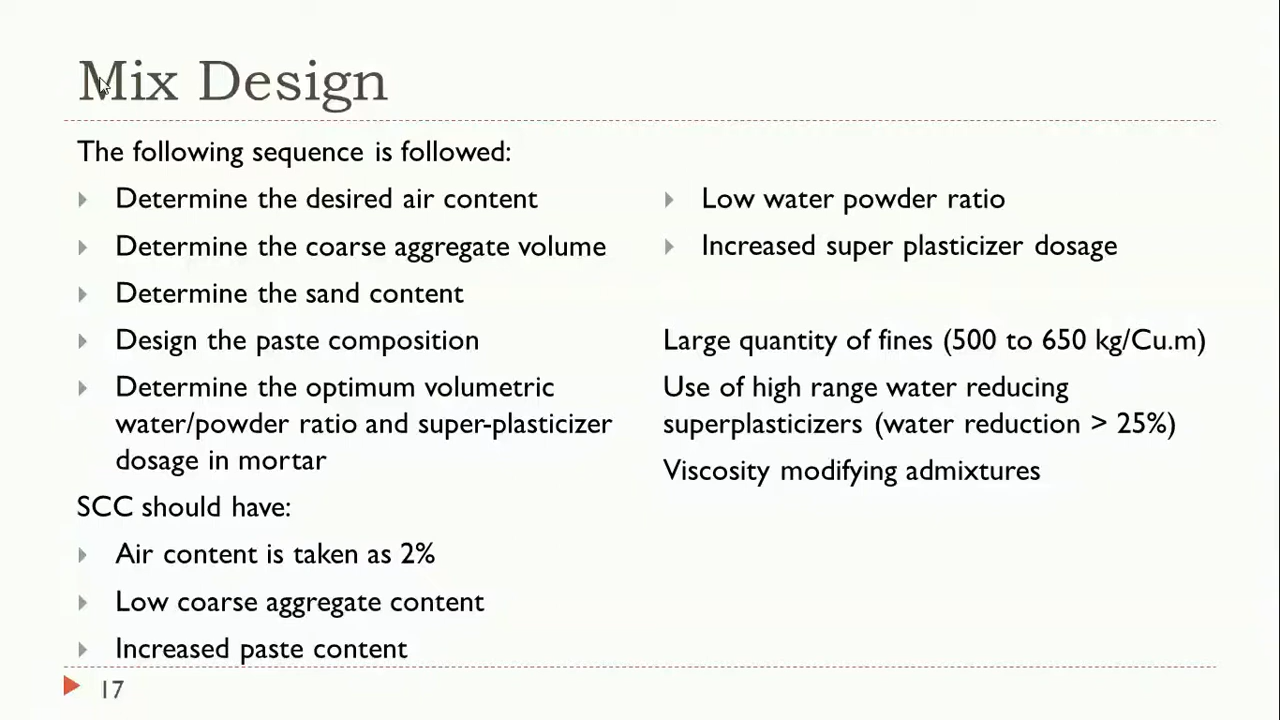 Mix Design
The following sequence is followed:
Determine the desired air content
Determine the coarse aggregate volume
Determine the sand content
Design the paste composition
Determine the optimum volumetric
water/powder ratio and super-plasticizer
dosage in mortar
SCC should have:
Air content is taken as 2%
Low coarse aggregate content
Increased paste content
Low water powder ratio
Increased super plasticizer dosage
Large quantity of fines (500 to 650 kg/Cu.m)
Use of high range water reducing
superplasticizers (water reduction > 25%)
Viscosity modifying admixtures
17